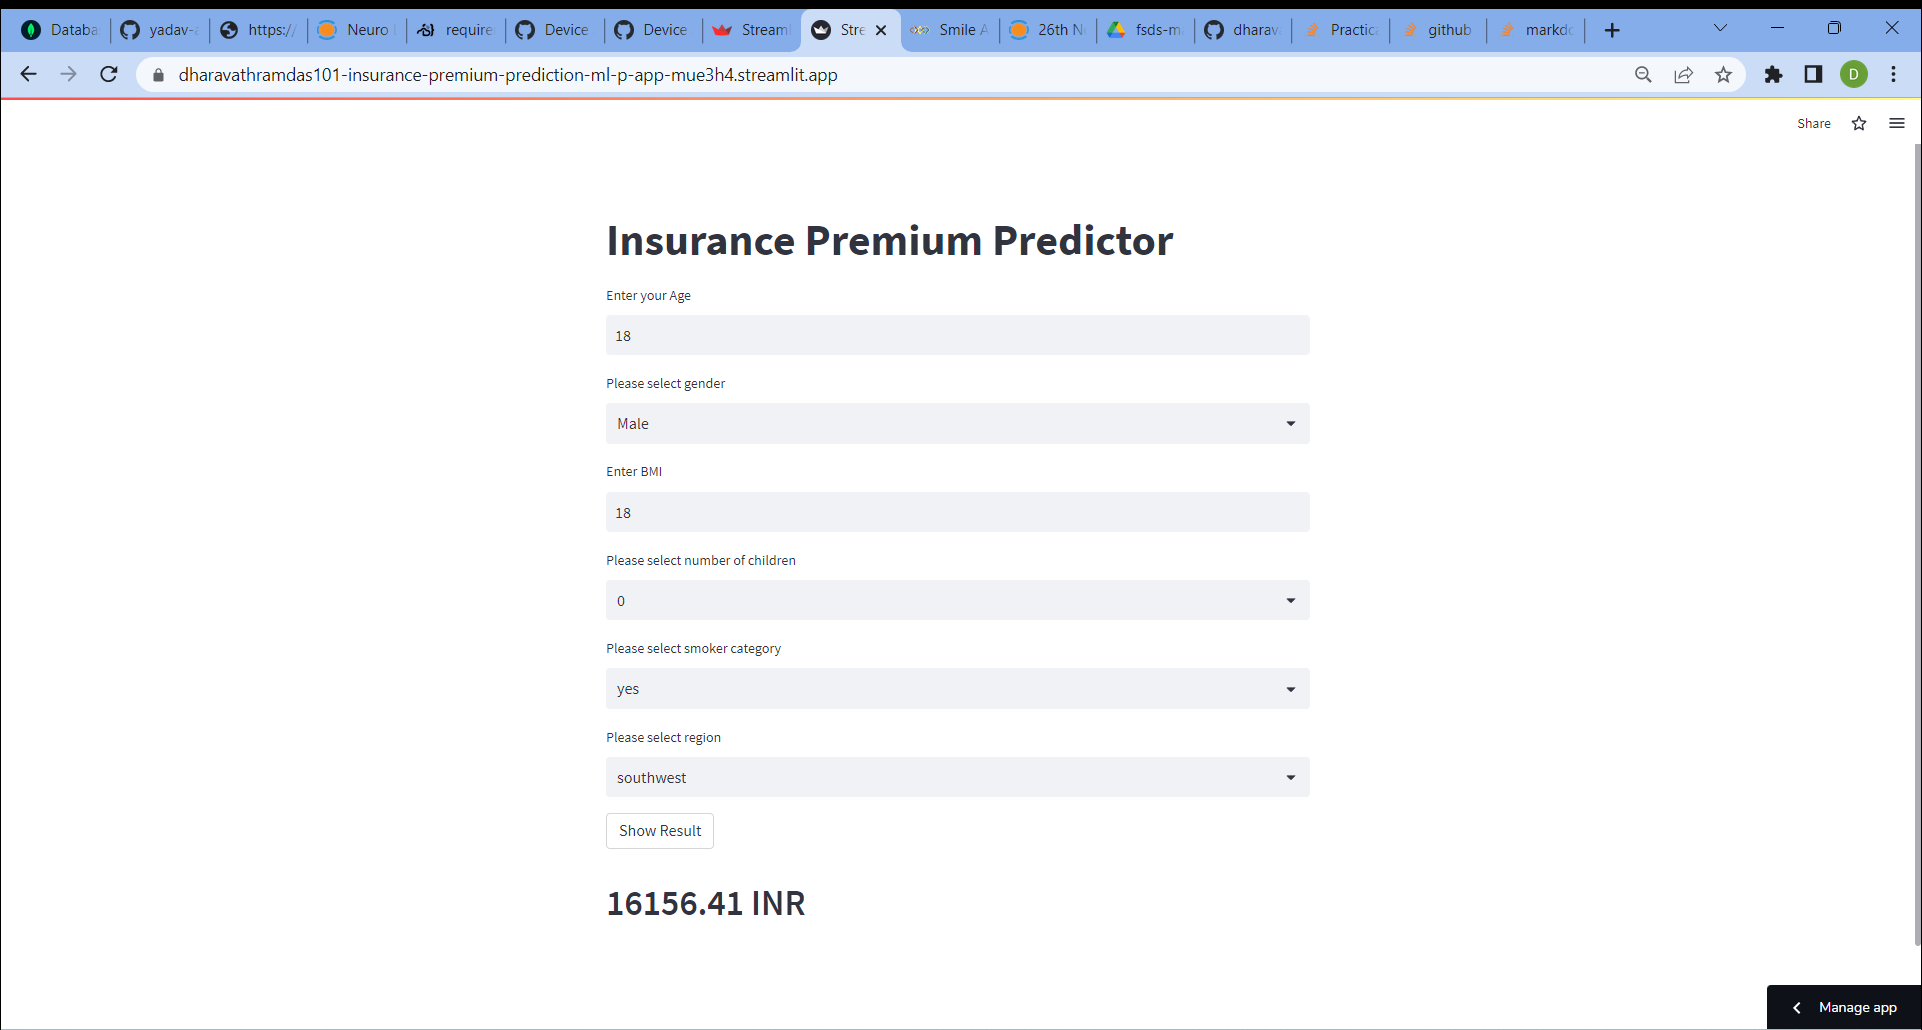 Databa yadav-a https:// Neuro require Device Device Stream Stre Smile A 26th N fsds-m dharav Practic github markdo
dharavathramdas101-insurance-premium-prediction-ml-p-app-mue3h4.streamlit.app D
Share
Insurance Premium Predictor
Enter your Age
18
Please select gender
Male
Enter BMI
18
Please select number of children
0
Please select smoker category
yes
Please select region
southwest
Show Result
16156.41 INR
Manage app